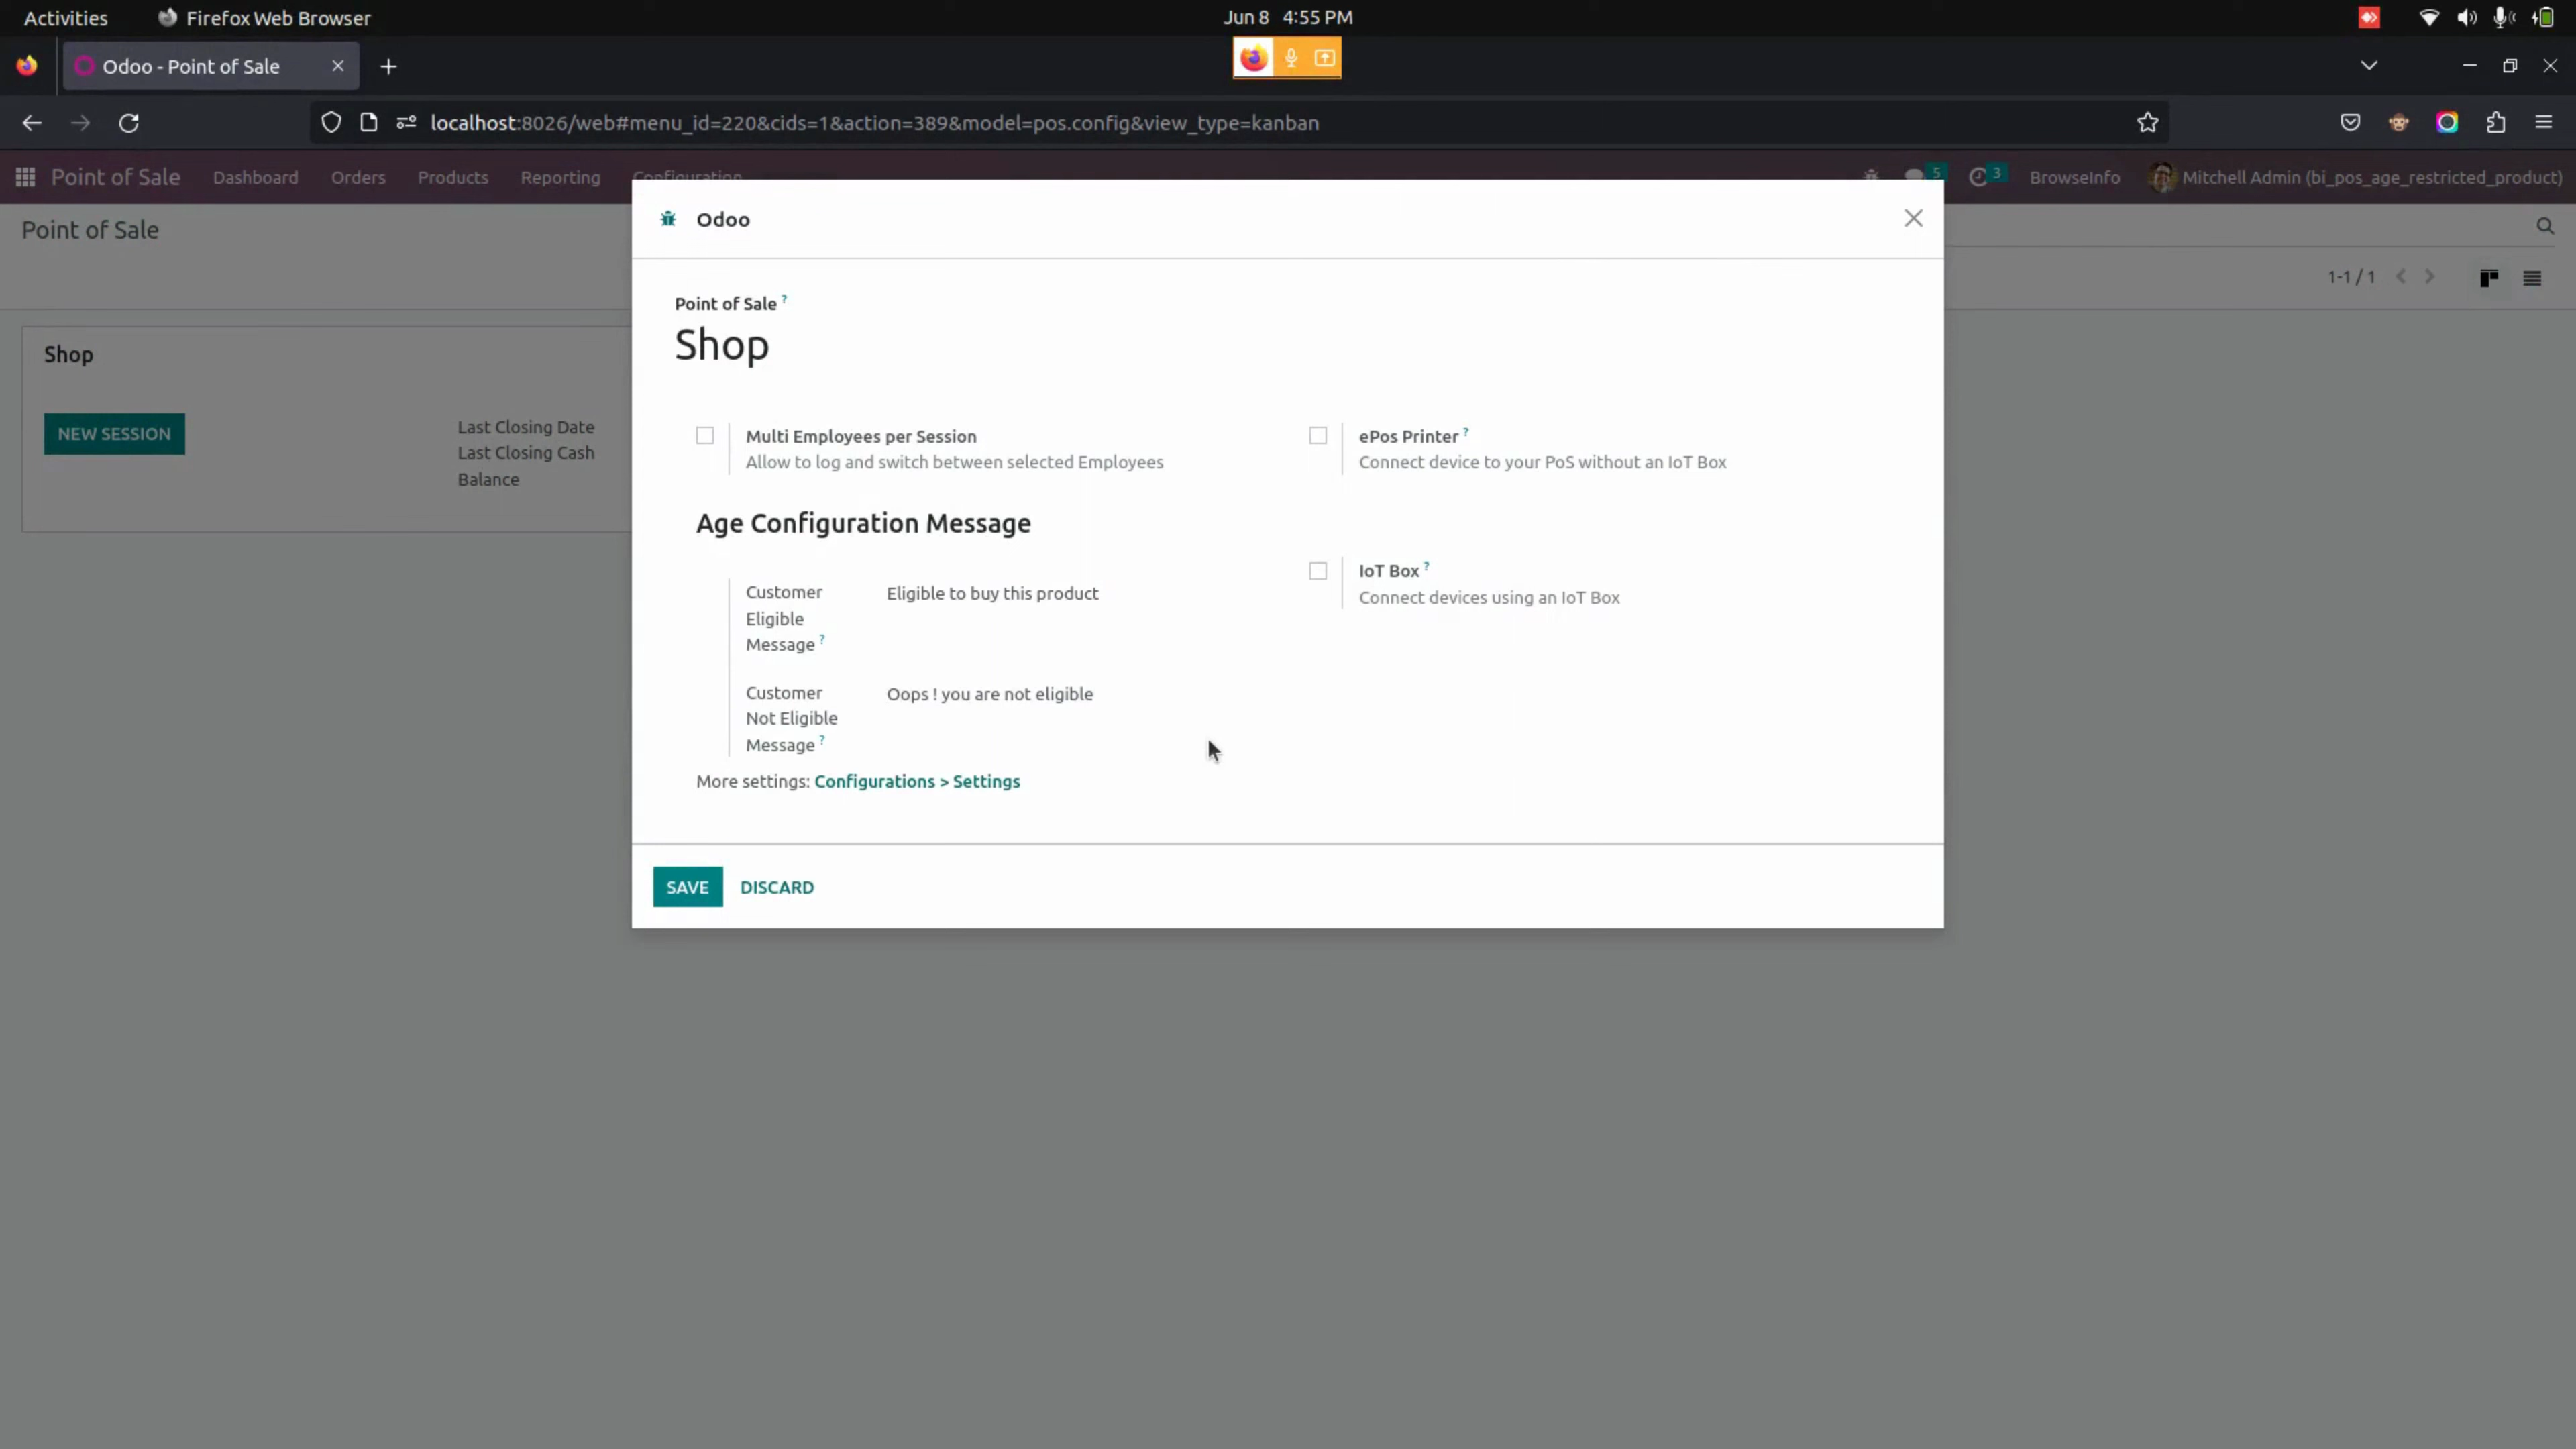 Activities Firefox Web Browser Jun 8 4:55 PM
Odoo - Point of Sale
localhost:8026/web#menu_id=220&cids=1&action=389&model=pos.config&view_type=kanban
Point of Sale Dashboard Orders Products Reporting Configuration 5 3 BrowseInfo Mitchell Admin (bi_pos_age_restricted_product)
Point of Sale
1-1 / 1
Shop
NEW SESSION
Last Closing Date
Last Closing Cash
Balance
Odoo
Point of Sale ?
Shop
Multi Employees per Session
Allow to log and switch between selected Employees
ePos Printer ?
Connect device to your PoS without an IoT Box
Age Configuration Message
Customer
Eligible
Message ?
Eligible to buy this product
IoT Box ?
Connect devices using an IoT Box
Customer
Not Eligible
Message ?
Oops ! you are not eligible
More settings: Configurations > Settings
SAVE DISCARD